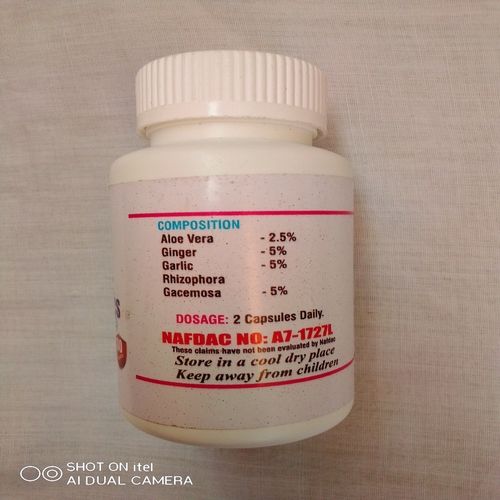 COMPOSITION
Aloe Vera - 2.5%
Ginger - 5%
Garlic - 5%
Rhizophora
Gacemosa - 5%
DOSAGE: 2 Capsules Daily.
NAFDAC NO: A7-1727L
These claims have not been evaluated by Nafdac
Store in a cool dry place
Keep away from children
SHOT ON itel
AI DUAL CAMERA